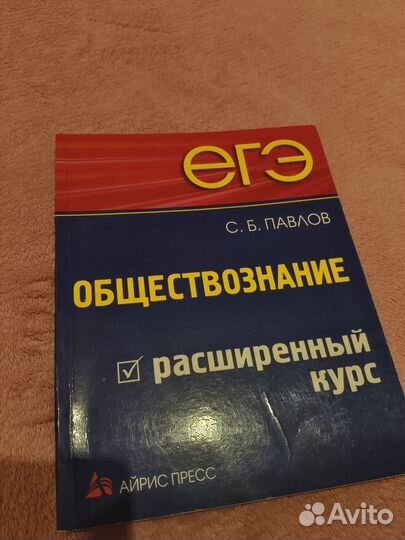 егэ
С. Б. ПАВЛОВ
ОБЩЕСТВОЗНАНИЕ
расширенный
курс
АЙРИС ПРЕСС
Avito